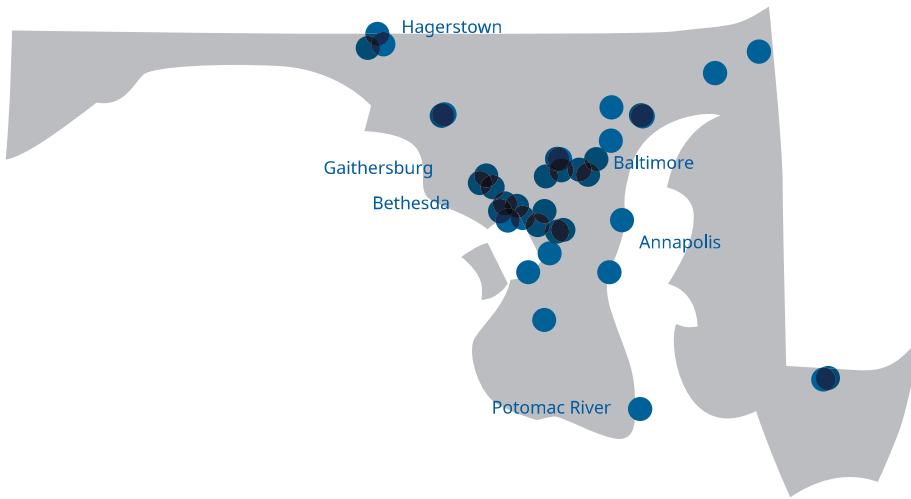 Hagerstown
Gaithersburg
Baltimore
Bethesda
Annapolis
Potomac River